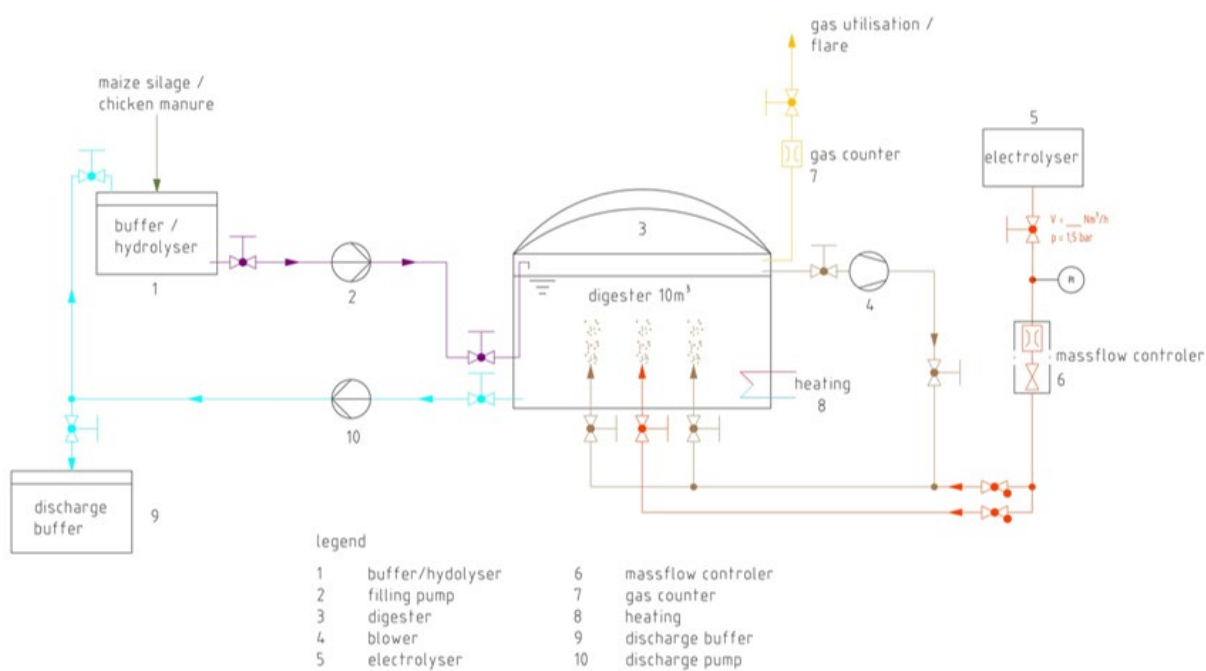 gas utilisation /
flare
maize silage /
chicken manure
5
electrolyser
gas counter
7
buffer /
hydrolyser
1
2
3
digester 10m³
4
V = ___ Nm³/h
p = 1,5 bar
R
massflow controler
6
heating
8
10
discharge
buffer
9
legend
1 buffer/hydolyser
2 filling pump
3 digester
4 blower
5 electrolyser
6 massflow controler
7 gas counter
8 heating
9 discharge buffer
10 discharge pump